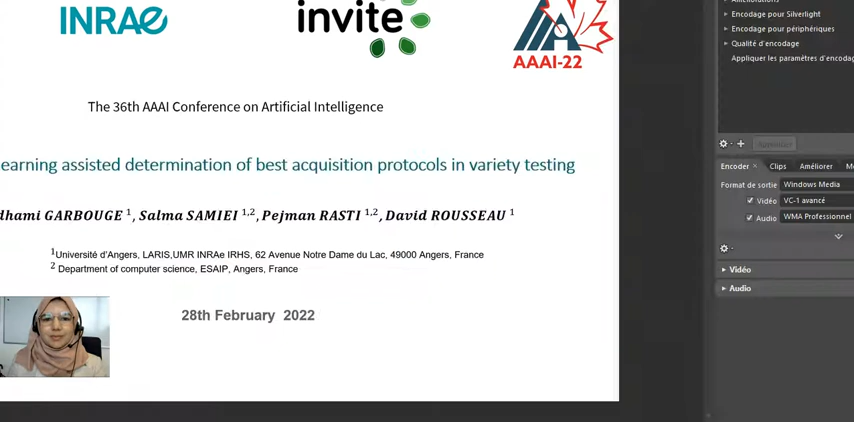 INRAE
invite
AAAI-22
The 36th AAAI Conference on Artificial Intelligence
earning assisted determination of best acquisition protocols in variety testing
dhami GARBOUGE 1, Salma SAMIEI 1,2, Pejman RASTI 1,2, David ROUSSEAU 1
1Université d'Angers, LARIS,UMR INRAe IRHS, 62 Avenue Notre Dame du Lac, 49000 Angers, France
2 Department of computer science, ESAIP, Angers, France
28th February 2022
Encodage pour Silverlight
Encodage pour périphériques
Qualité d'encodage
Appliquer les paramètres d'encodag
Encoder × Clips Améliorer
Format de sortie Windows Media
Vidéo VC-1 avancé
Audio WMA Professionnel
Vidéo
Audio